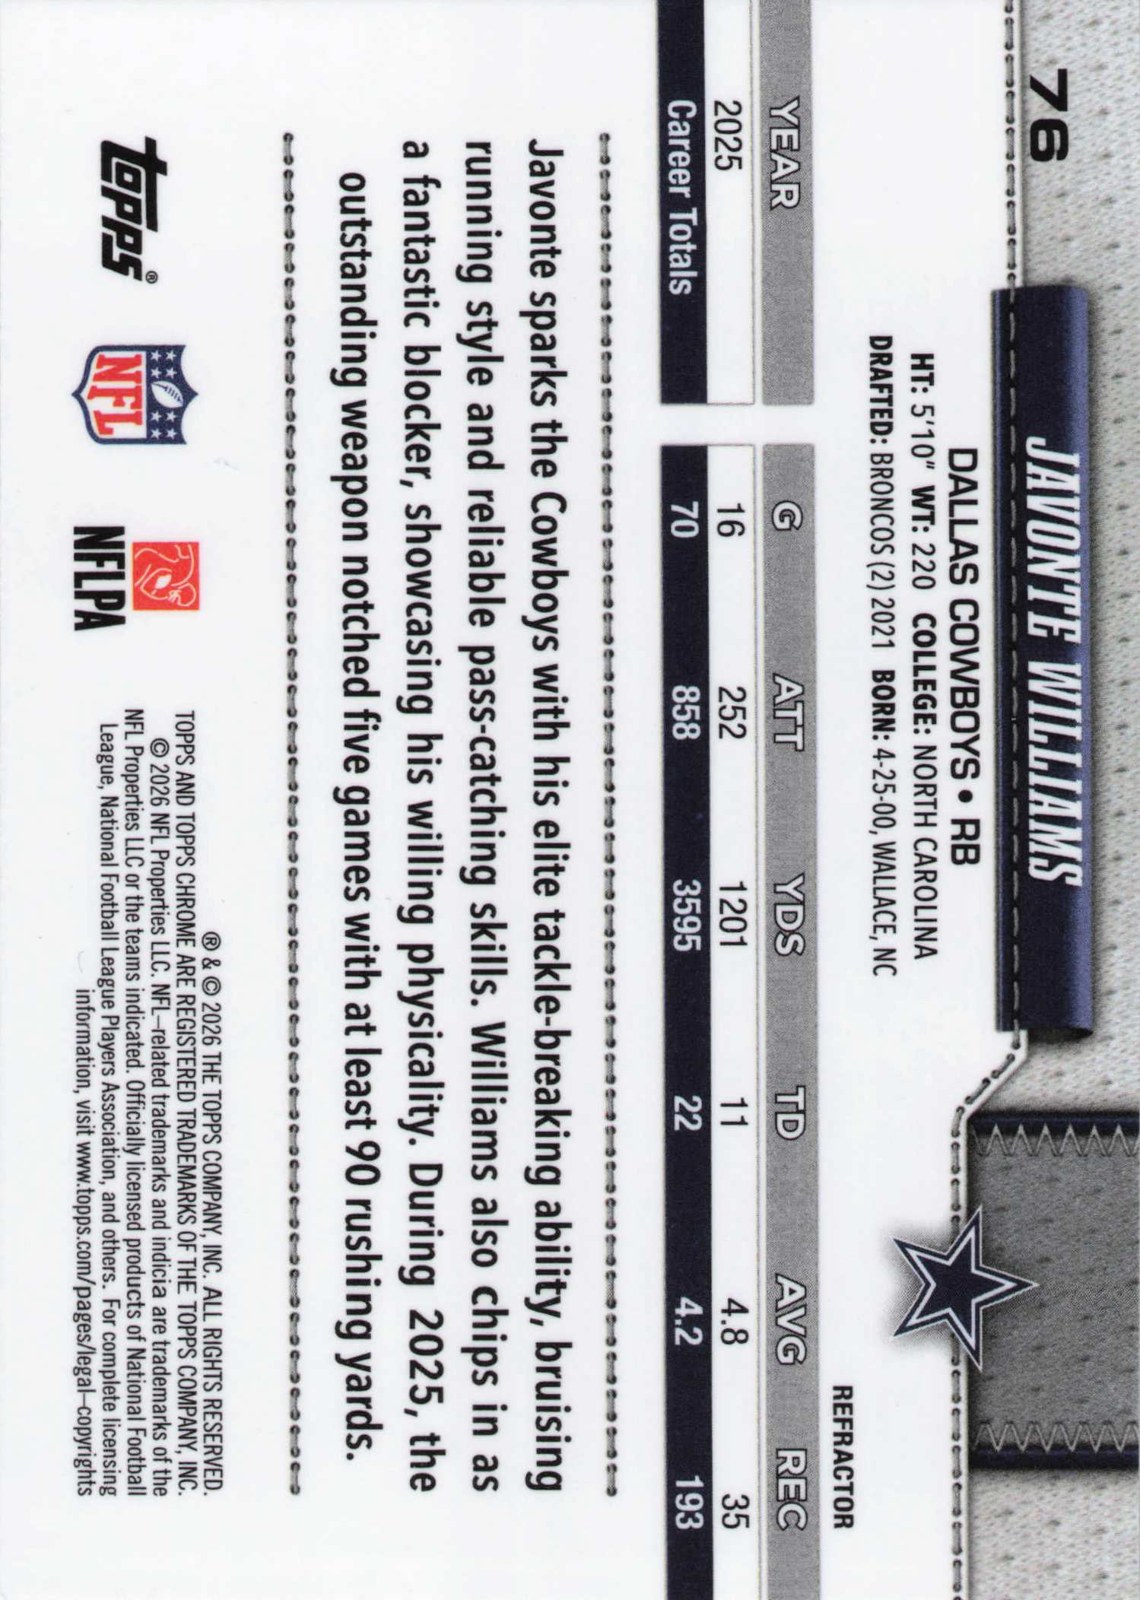 76
JAVONTE WILLIAMS
DALLAS COWBOYS • RB
HT: 5'10" WT: 220 COLLEGE: NORTH CAROLINA
DRAFTED: BRONCOS (2) 2021 BORN: 4-25-00, WALLACE, NC
REFRACTOR
YEAR G ATT YDS TD AVG REC
2025 16 252 1201 11 4.8 35
Career Totals 70 858 3595 22 4.2 193
Javonte sparks the Cowboys with his elite tackle-breaking ability, bruising
running style and reliable pass-catching skills. Williams also chips in as
a fantastic blocker, showcasing his willing physicality. During 2025, the
outstanding weapon notched five games with at least 90 rushing yards.
topps®
NFL
NFLPA
® & © 2026 THE TOPPS COMPANY, INC. ALL RIGHTS RESERVED.
TOPPS AND TOPPS CHROME ARE REGISTERED TRADEMARKS OF THE TOPPS COMPANY, INC.
© 2026 NFL Properties LLC. NFL-related trademarks and indicia are trademarks of the
NFL Properties LLC or the teams indicated. Officially licensed products of National Football
League, National Football League Players Association, and others. For complete licensing
information, visit www.topps.com/pages/legal-copyrights